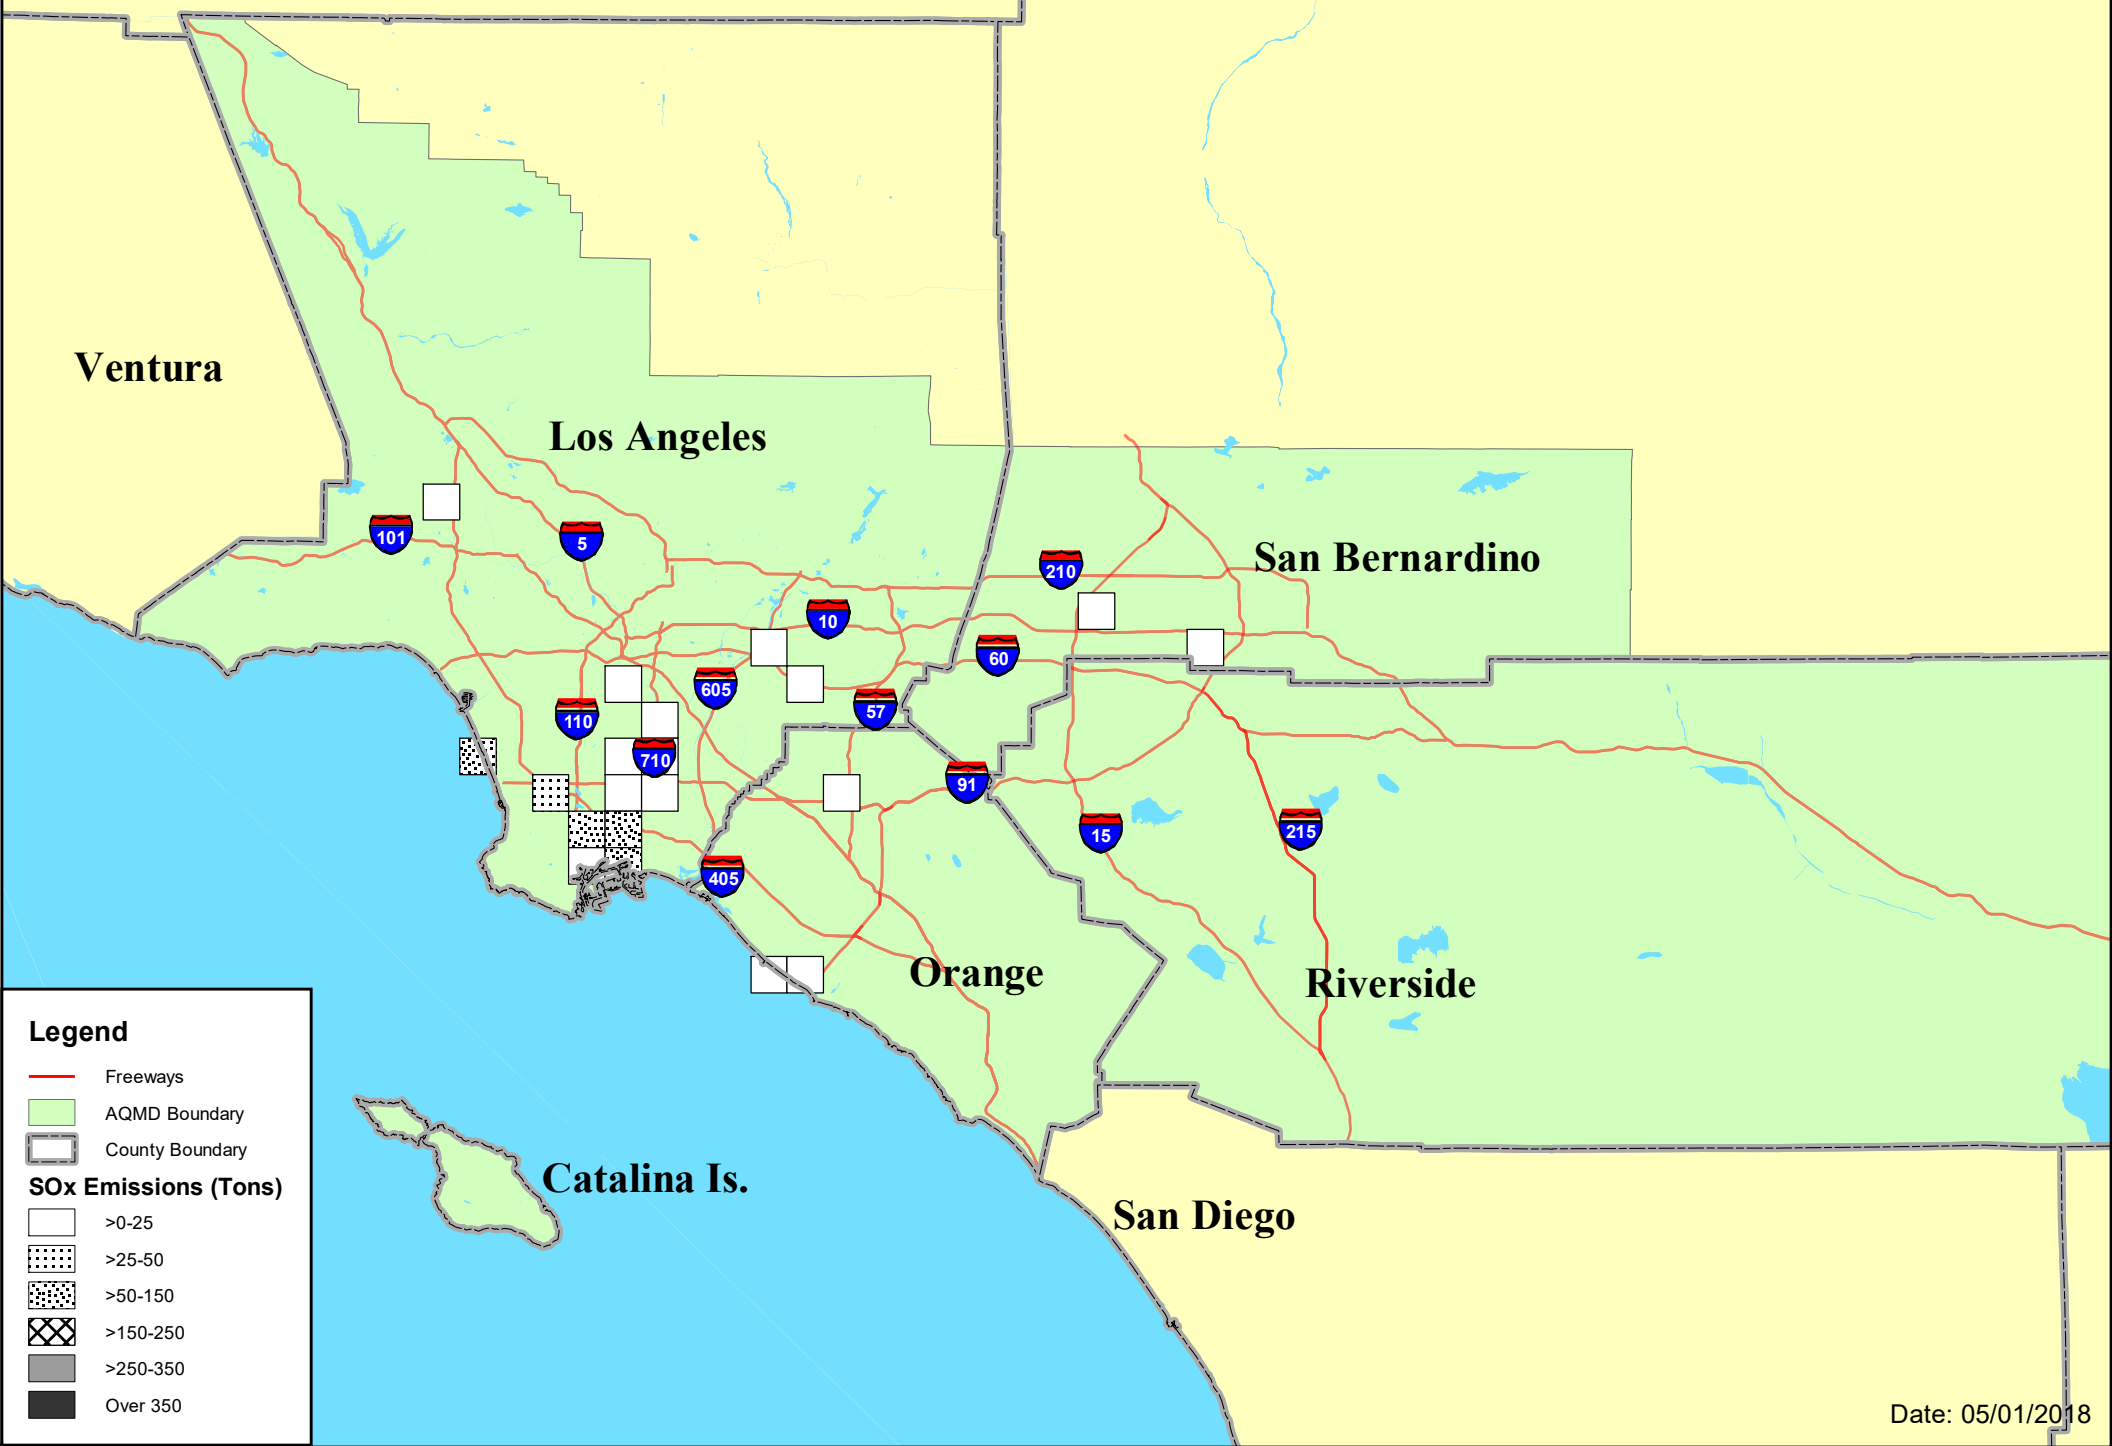 Ventura
Los Angeles
101
5
210
San Bernardino
10
60
605
57
110
710
91
15
215
405
Orange
Riverside
Legend
Freeways
AQMD Boundary
County Boundary
SOx Emissions (Tons)
>0-25
>25-50
>50-150
>150-250
>250-350
Over 350
Catalina Is.
San Diego
Date: 05/01/2018